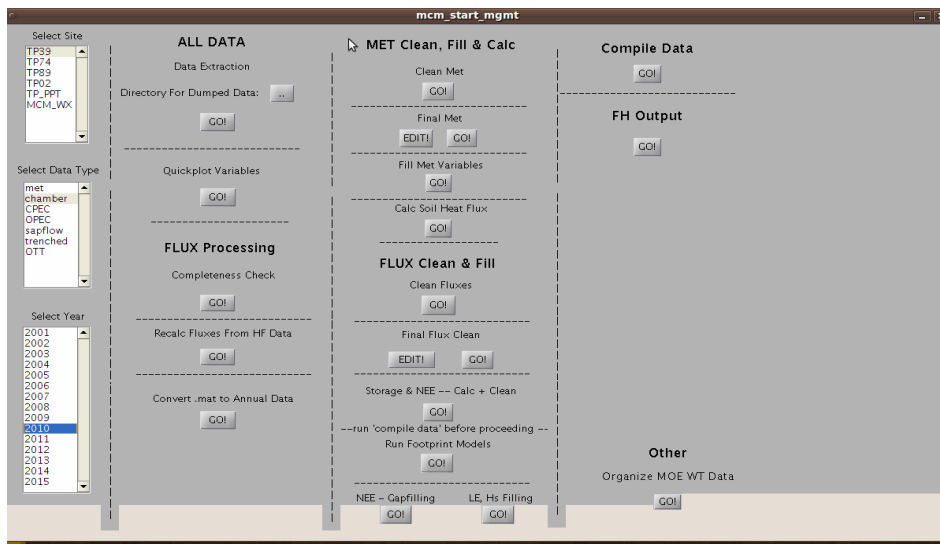 mcm_start_mgmt
Select Site
TP39
TP74
TP89
TP02
TP_PPT
MCM_WX
Select Data Type
met
chamber
CPEC
OPEC
sapflow
trenched
OTT
Select Year
2001
2002
2003
2004
2005
2006
2007
2008
2009
2010
2011
2012
2013
2014
2015
ALL DATA
Data Extraction
Directory For Dumped Data: ..
GO!
Quickplot Variables
GO!
FLUX Processing
Completeness Check
GO!
Recalc Fluxes From HF Data
GO!
Convert .mat to Annual Data
GO!
MET Clean, Fill & Calc
Clean Met
GO!
Final Met
EDIT! GO!
Fill Met Variables
GO!
Calc Soil Heat Flux
GO!
FLUX Clean & Fill
Clean Fluxes
GO!
Final Flux Clean
EDIT! GO!
Storage & NEE -- Calc + Clean
GO!
--run 'compile data' before proceeding --
Run Footprint Models
GO!
NEE - Gapfilling LE, Hs Filling
GO! GO!
Compile Data
GO!
FH Output
GO!
Other
Organize MOE WT Data
GO!